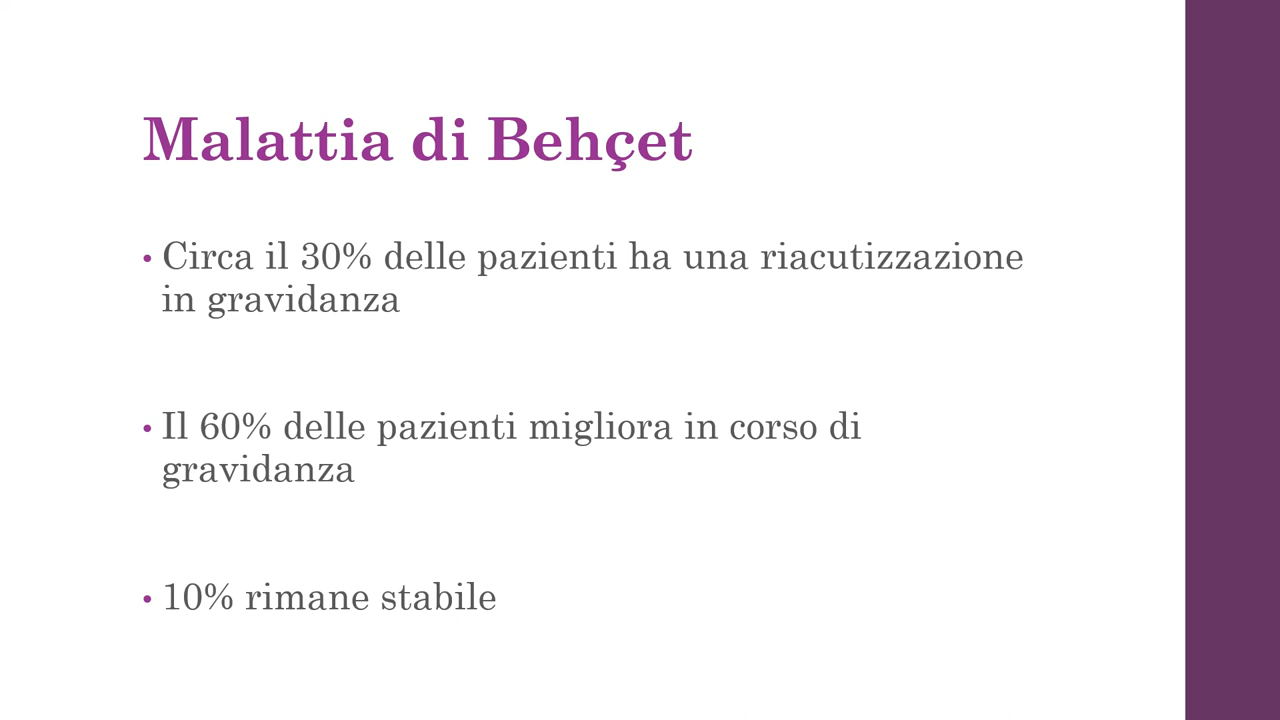 Malattia di Behçet
• Circa il 30% delle pazienti ha una riacutizzazione
in gravidanza
• Il 60% delle pazienti migliora in corso di
gravidanza
• 10% rimane stabile